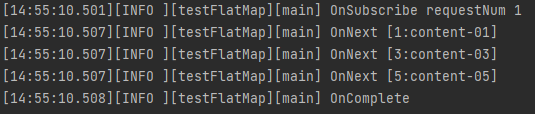 [14:55:10.501][INFO ][testFlatMap][main] OnSubscribe requestNum 1
[14:55:10.507][INFO ][testFlatMap][main] OnNext [1:content-01]
[14:55:10.507][INFO ][testFlatMap][main] OnNext [3:content-03]
[14:55:10.507][INFO ][testFlatMap][main] OnNext [5:content-05]
[14:55:10.508][INFO ][testFlatMap][main] OnComplete